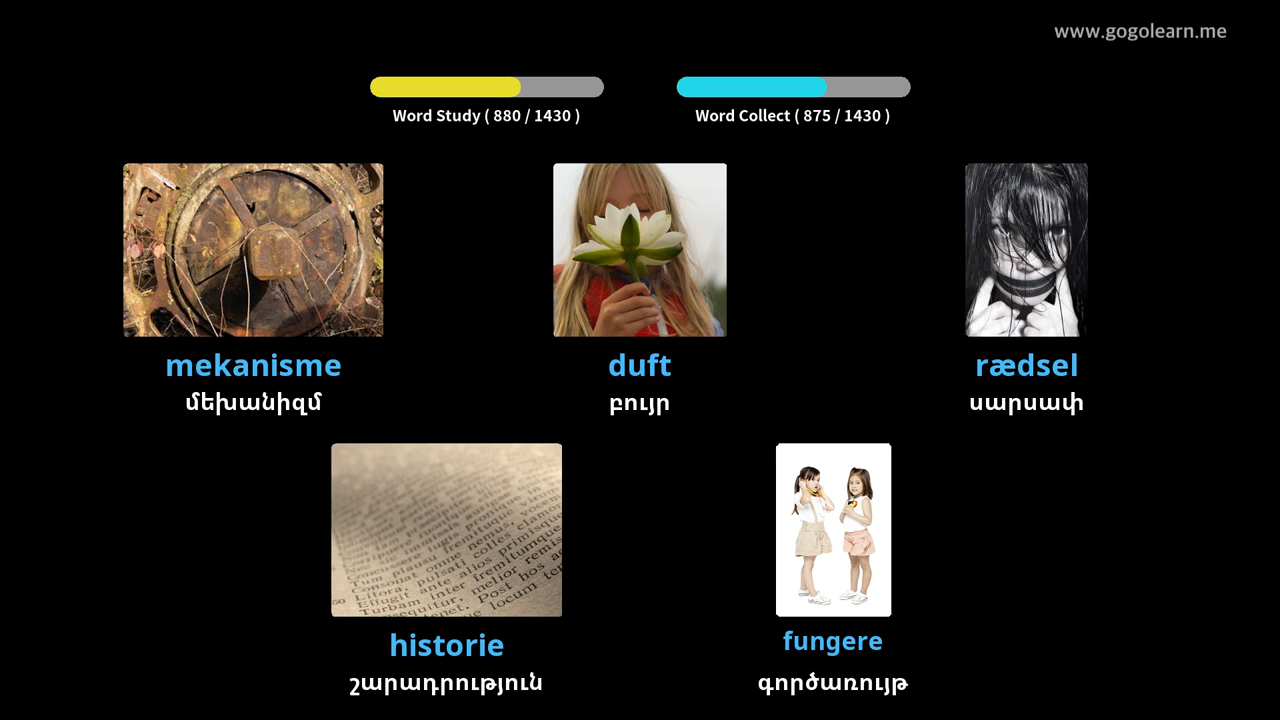 www.gogolearn.me
Word Study ( 880 / 1430 )
Word Collect ( 875 / 1430 )
mekanisme
մեխանիզմ
duft
բույր
rædsel
սարսափ
historie
շարադրություն
fungere
գործառույթ